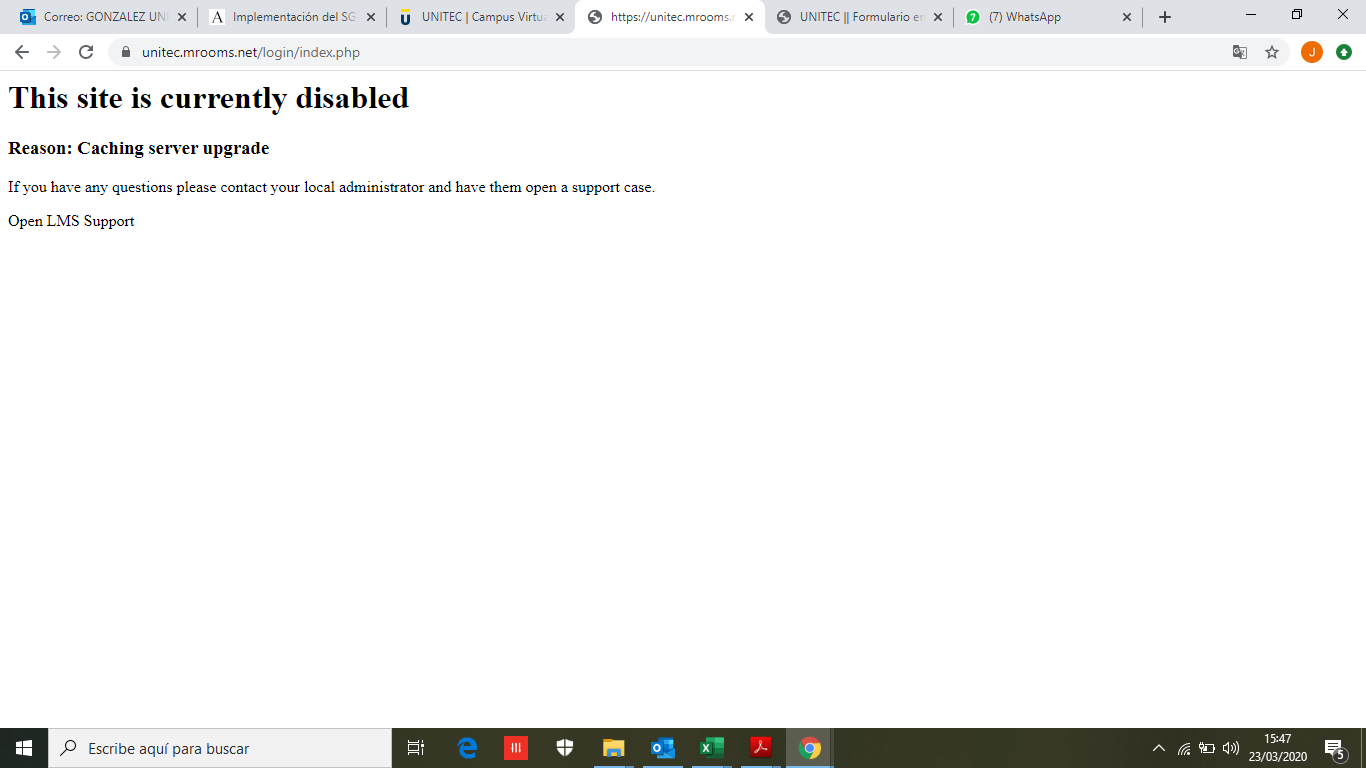 Correo: GONZALEZ UN
Implementación del SG
UNITEC | Campus Virtua
https://unitec.mrooms.
UNITEC || Formulario e
(7) WhatsApp
unitec.mrooms.net/login/index.php
J
This site is currently disabled
Reason: Caching server upgrade
If you have any questions please contact your local administrator and have them open a support case.
Open LMS Support
Escribe aquí para buscar
15:47
23/03/2020
5